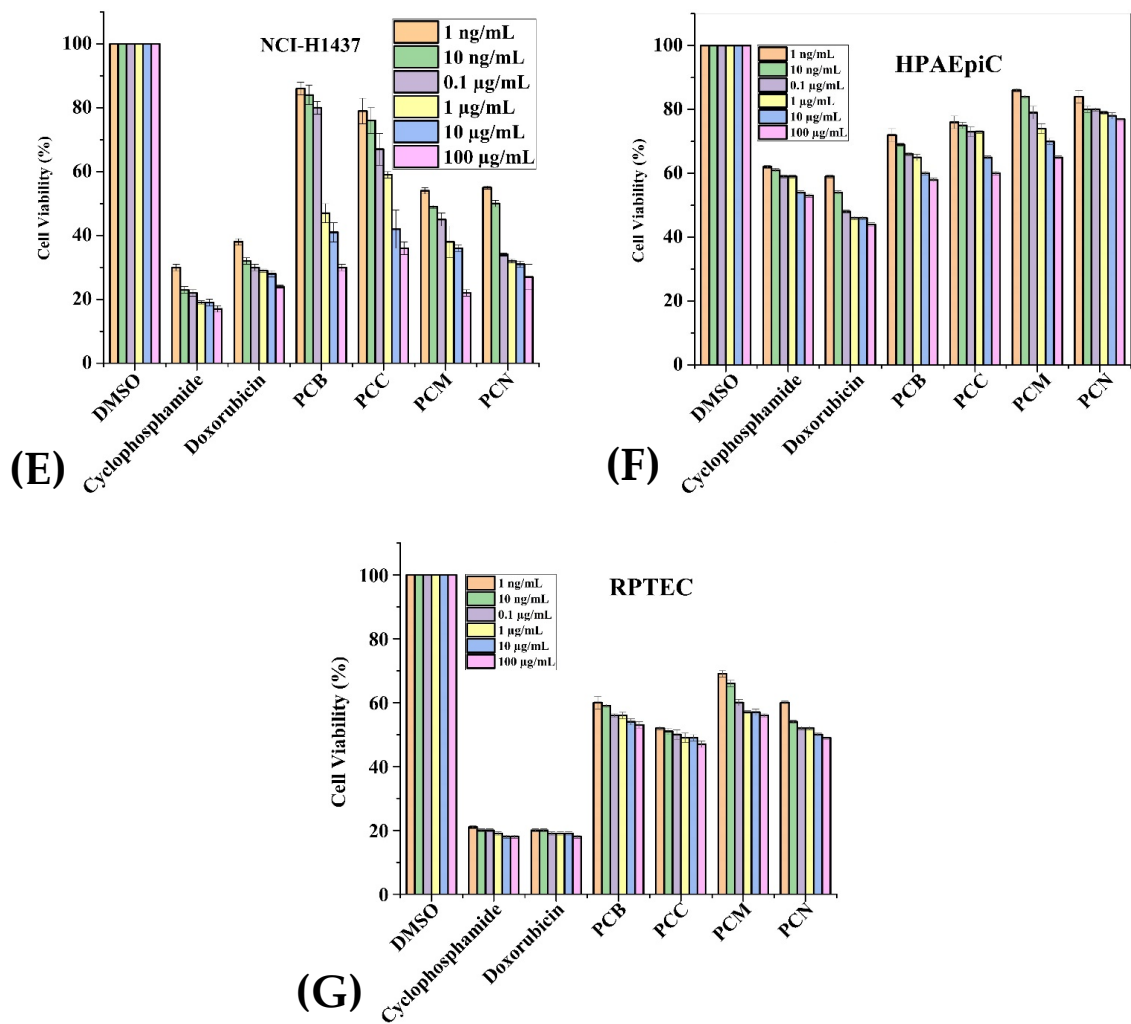 NCI-H1437
1 ng/mL
10 ng/mL
0.1 µg/mL
1 µg/mL
10 µg/mL
100 µg/mL
Cell Viability (%)
100
80
60
40
20
0
DMSO
Cyclophosphamide
Doxorubicin
PCB
PCC
PCM
PCN
(E)
HPAEpiC
1 ng/mL
10 ng/mL
0.1 µg/mL
1 µg/mL
10 µg/mL
100 µg/mL
Cell Viability (%)
100
80
60
40
20
0
DMSO
Cyclophosphamide
Doxorubicin
PCB
PCC
PCM
PCN
(F)
RPTEC
1 ng/mL
10 ng/mL
0.1 µg/mL
1 µg/mL
10 µg/mL
100 µg/mL
Cell Viability (%)
100
80
60
40
20
0
DMSO
Cyclophosphamide
Doxorubicin
PCB
PCC
PCM
PCN
(G)